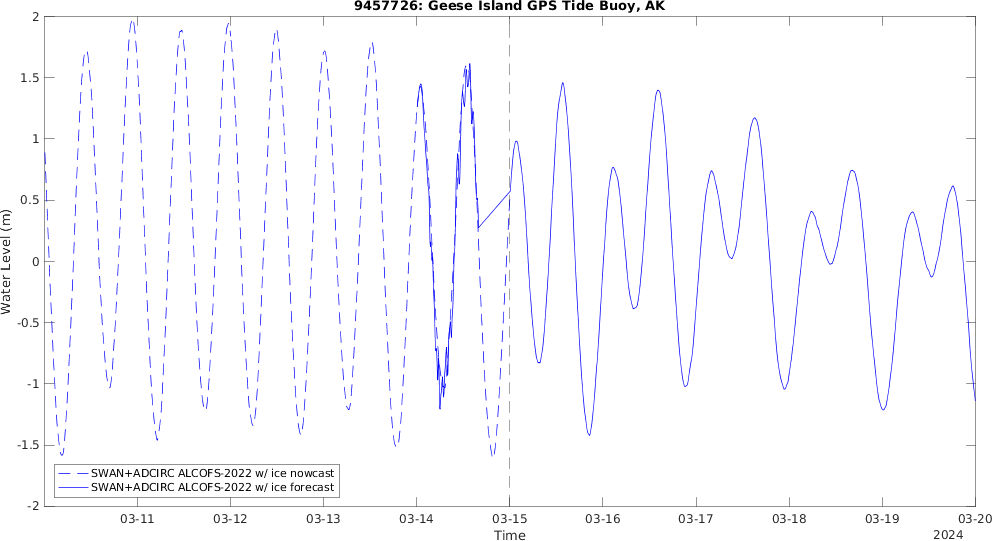 9457726: Geese Island GPS Tide Buoy, AK
Water Level (m)
2
1.5
1
0.5
0
-0.5
-1
-1.5
-2
SWAN+ADCIRC ALCOFS-2022 w/ ice nowcast
SWAN+ADCIRC ALCOFS-2022 w/ ice forecast
03-11 03-12 03-13 03-14 03-15 03-16 03-17 03-18 03-19 03-20
Time
2024